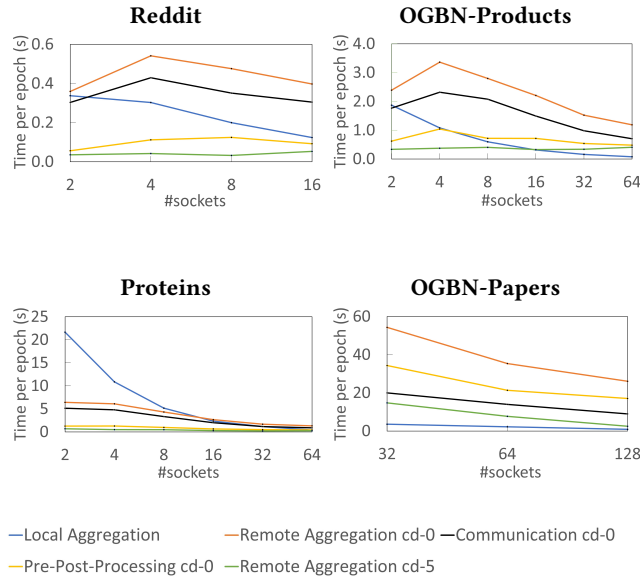 Reddit
Time per epoch (s)
0.6
0.4
0.2
0.0
2 4 8 16
#sockets
OGBN-Products
Time per epoch (s)
4.0
3.0
2.0
1.0
0.0
2 4 8 16 32 64
#sockets
Proteins
Time per epoch (s)
25
20
15
10
5
0
2 4 8 16 32 64
#sockets
OGBN-Papers
Time per epoch (s)
60
40
20
0
32 64 128
#sockets
Local Aggregation Remote Aggregation cd-0 Communication cd-0
Pre-Post-Processing cd-0 Remote Aggregation cd-5